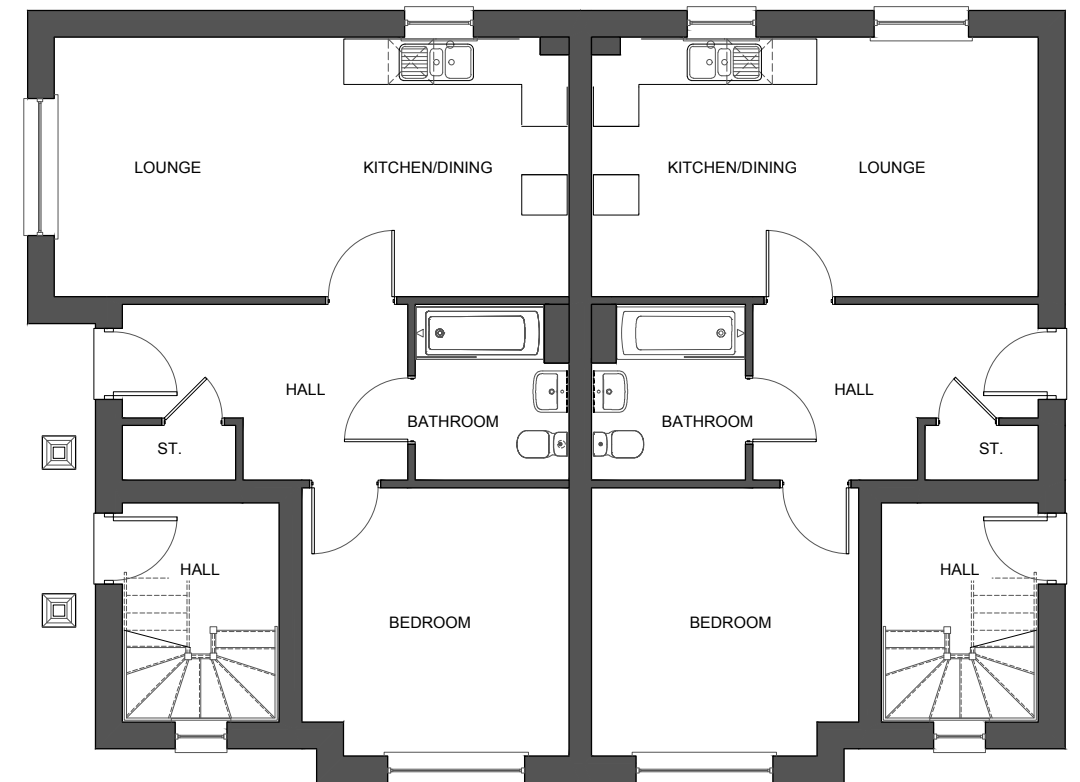 LOUNGE
KITCHEN/DINING
KITCHEN/DINING
LOUNGE
HALL
HALL
BATHROOM
BATHROOM
ST.
ST.
HALL
HALL
BEDROOM
BEDROOM